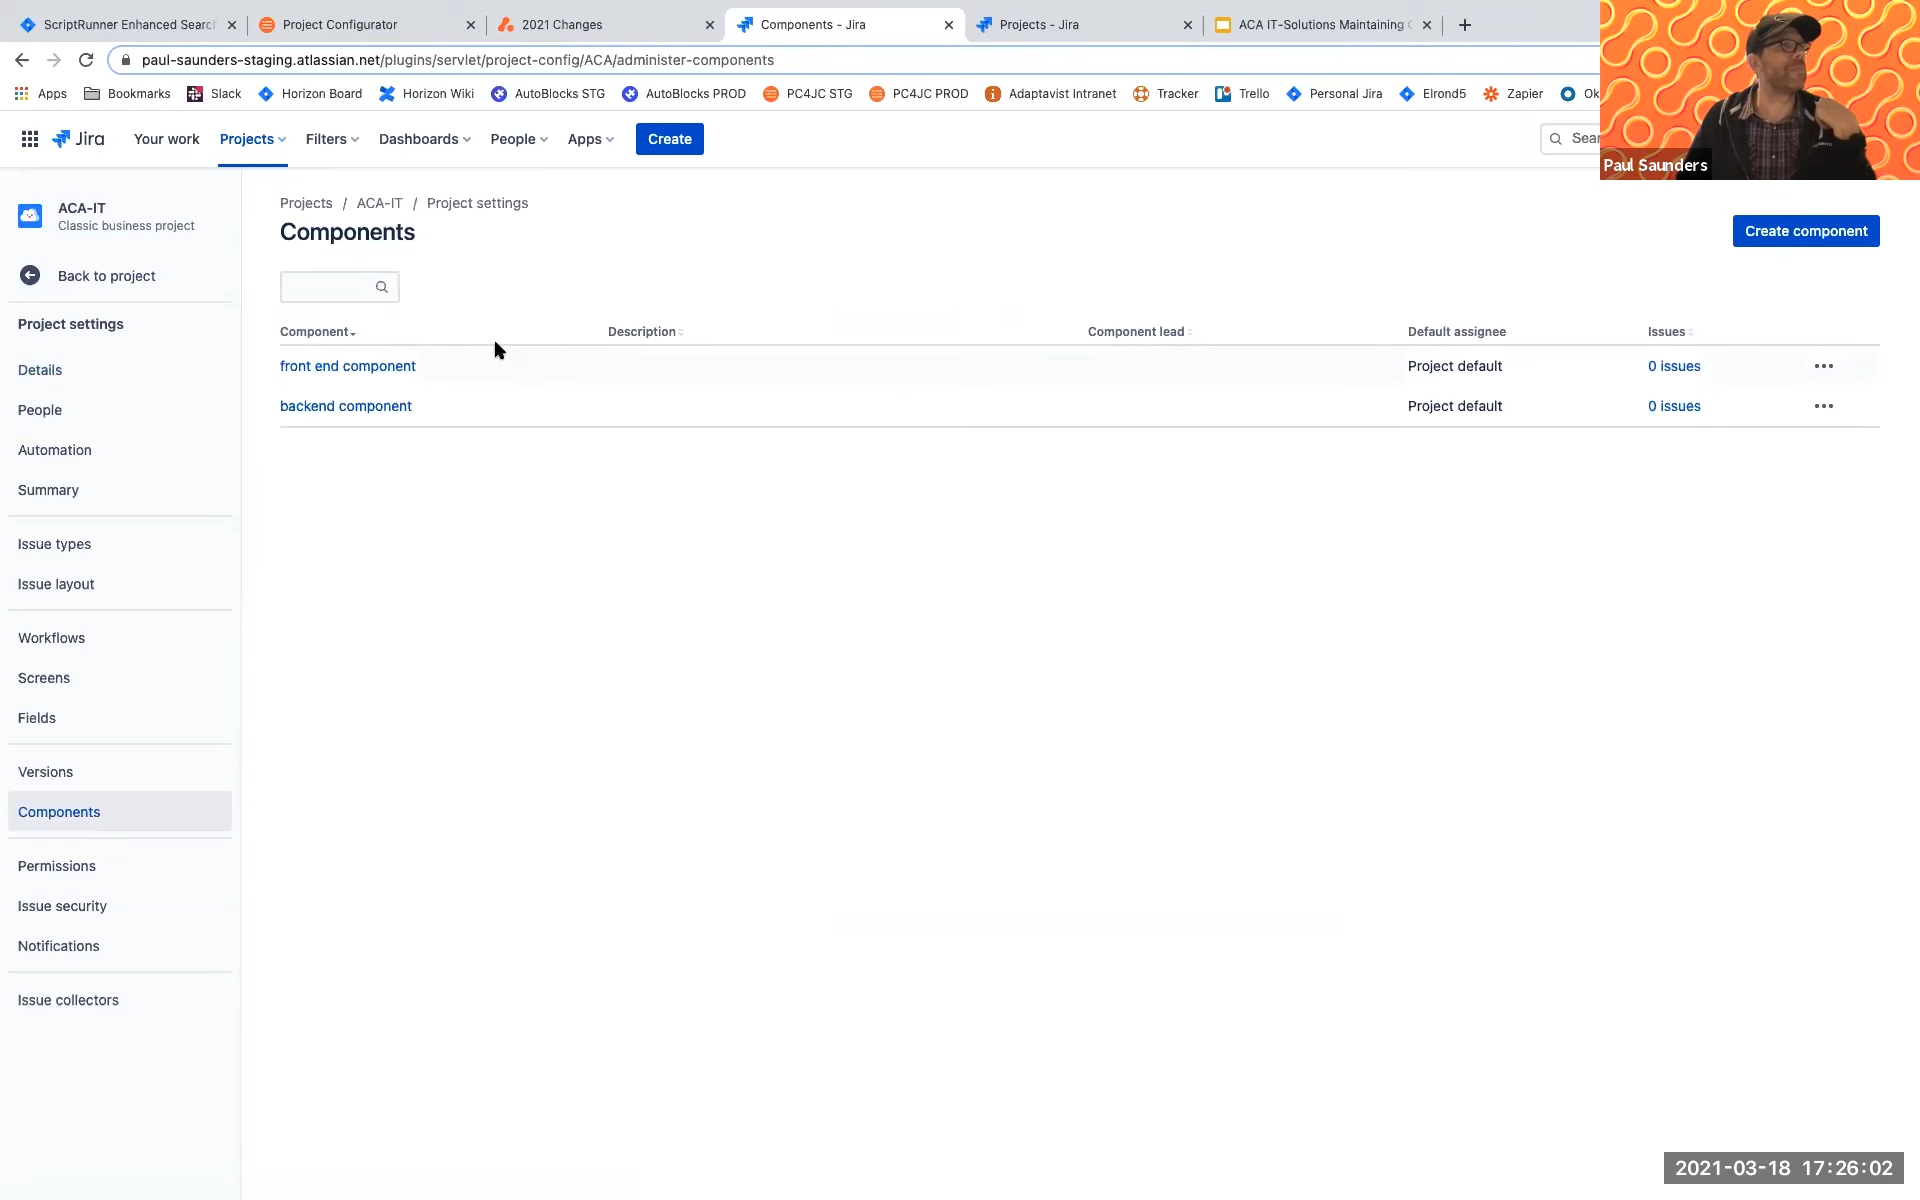 ScriptRunner Enhanced Search
Project Configurator
2021 Changes
Components - Jira
Projects - Jira
ACA IT-Solutions Maintaining
paul-saunders-staging.atlassian.net/plugins/servlet/project-config/ACA/administer-components
Apps
Bookmarks
Slack
Horizon Board
Horizon Wiki
AutoBlocks STG
AutoBlocks PROD
PC4JC STG
PC4JC PROD
Adaptavist Intranet
Tracker
Trello
Personal Jira
Elrond5
Zapier
Ok
Jira
Your work
Projects
Filters
Dashboards
People
Apps
Create
Sear
Paul Saunders
ACA-IT
Classic business project
Back to project
Project settings
Details
People
Automation
Summary
Issue types
Issue layout
Workflows
Screens
Fields
Versions
Components
Permissions
Issue security
Notifications
Issue collectors
Projects / ACA-IT / Project settings
Components
Create component
Component Description Component lead Default assignee Issues
front end component Project default 0 issues
backend component Project default 0 issues
2021-03-18 17:26:02